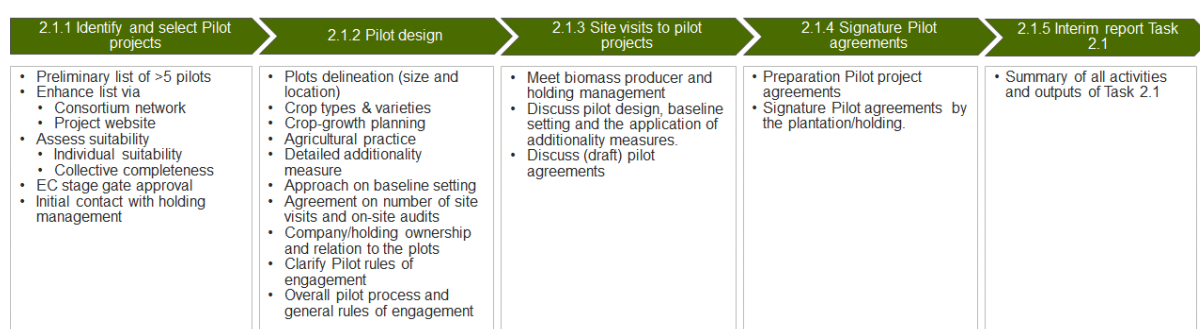 2.1.1 Identify and select Pilot
projects
• Preliminary list of >5 pilots
• Enhance list via
• Consortium network
• Project website
• Assess suitability
• Individual suitability
• Collective completeness
• EC stage gate approval
• Initial contact with holding
management
2.1.2 Pilot design
• Plots delineation (size and
location)
• Crop types & varieties
• Crop-growth planning
• Agricultural practice
• Detailed additionality
measure
• Approach on baseline setting
• Agreement on number of site
visits and on-site audits
• Company/holding ownership
and relation to the plots
• Clarify Pilot rules of
engagement
• Overall pilot process and
general rules of engagement
2.1.3 Site visits to pilot
projects
• Meet biomass producer and
holding management
• Discuss pilot design, baseline
setting and the application of
additionality measures.
• Discuss (draft) pilot
agreements
2.1.4 Signature Pilot
agreements
• Preparation Pilot project
agreements
• Signature Pilot agreements by
the plantation/holding.
2.1.5 Interim report Task
2.1
• Summary of all activities
and outputs of Task 2.1